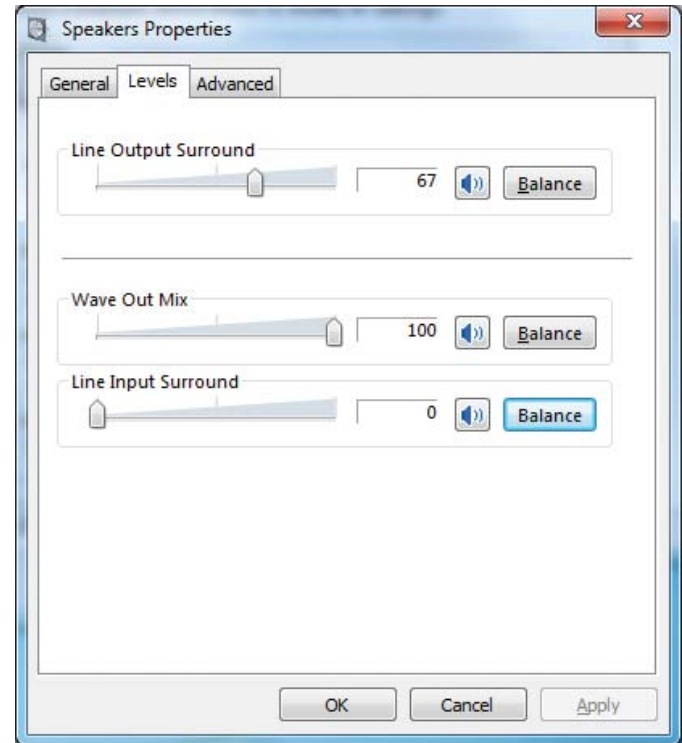 Speakers Properties
General Levels Advanced
Line Output Surround
67 Balance
Wave Out Mix
100 Balance
Line Input Surround
0 Balance
OK Cancel Apply